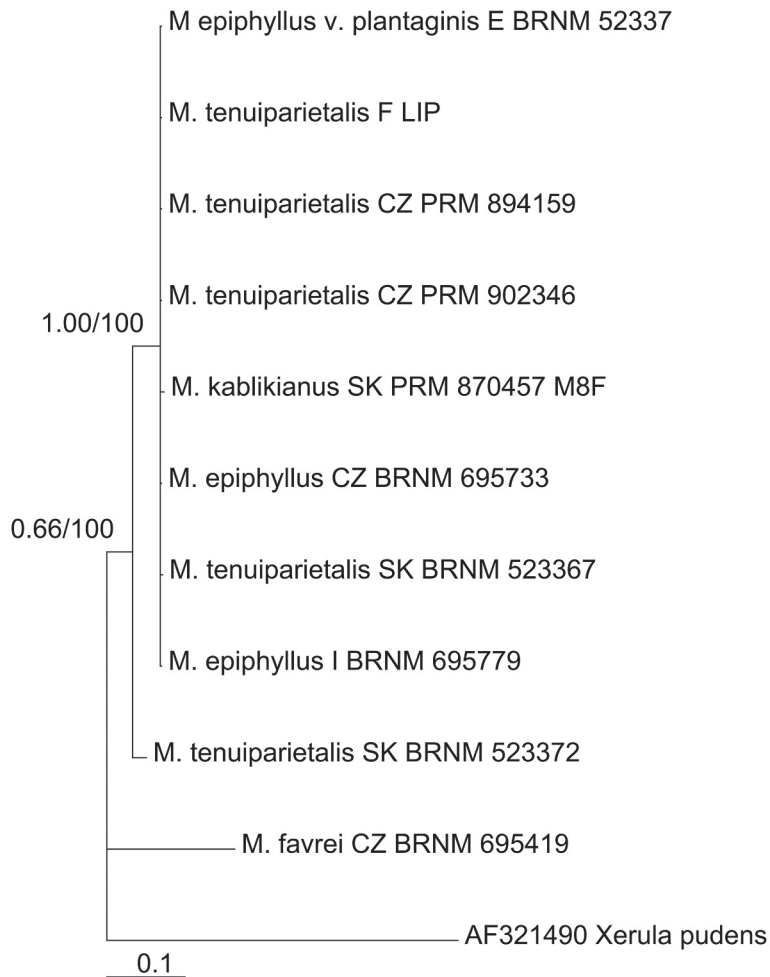 M epiphyllus v. plantaginis E BRNM 52337
M. tenuiparietalis F LIP
M. tenuiparietalis CZ PRM 894159
M. tenuiparietalis CZ PRM 902346
1.00/100
M. kablikianus SK PRM 870457 M8F
M. epiphyllus CZ BRNM 695733
0.66/100
M. tenuiparietalis SK BRNM 523367
M. epiphyllus I BRNM 695779
M. tenuiparietalis SK BRNM 523372
M. favrei CZ BRNM 695419
AF321490 Xerula pudens
0.1